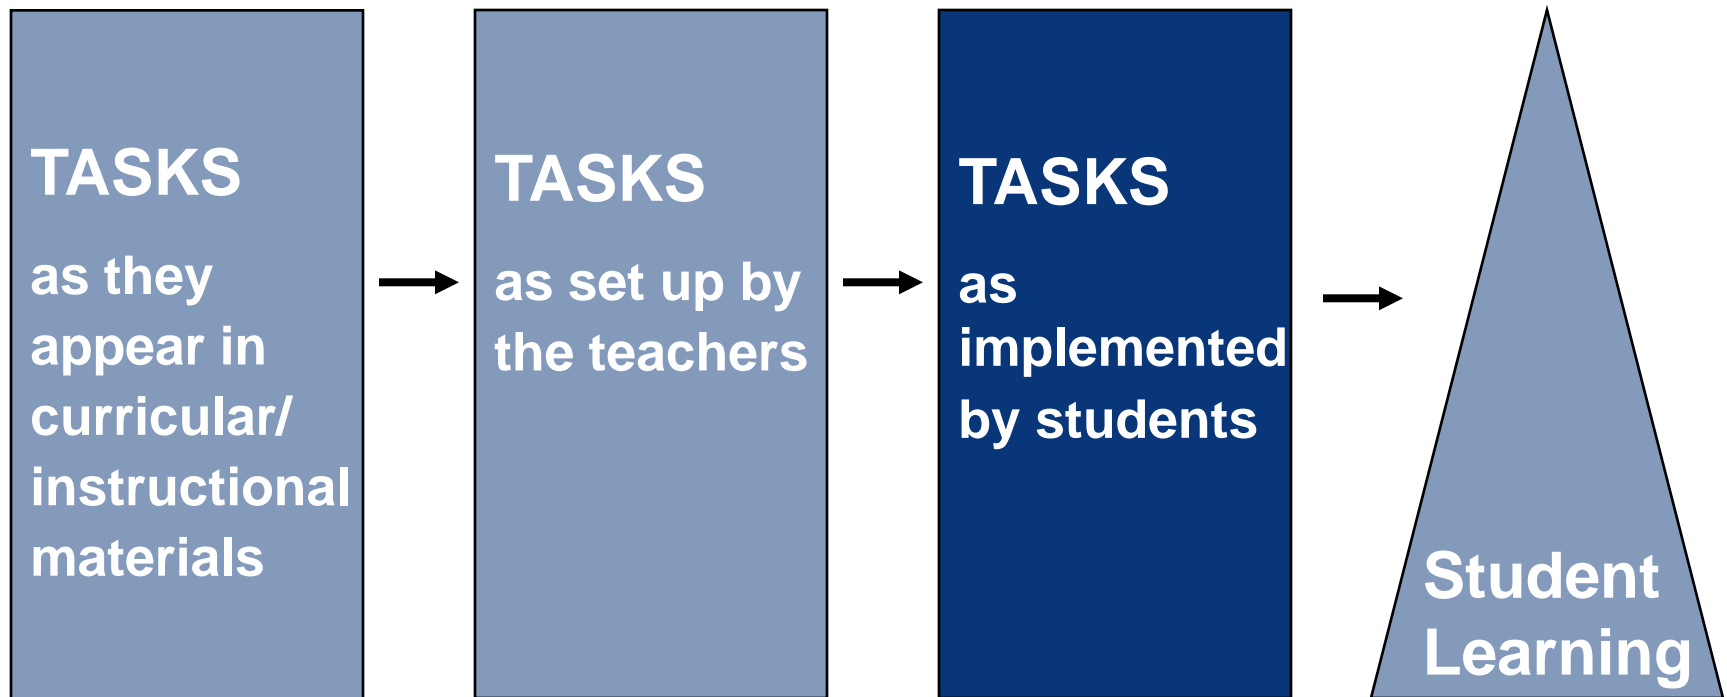 TASKS
as they
appear in
curricular/
instructional
materials
TASKS
as set up by
the teachers
TASKS
as
implemented
by students
Student
Learning